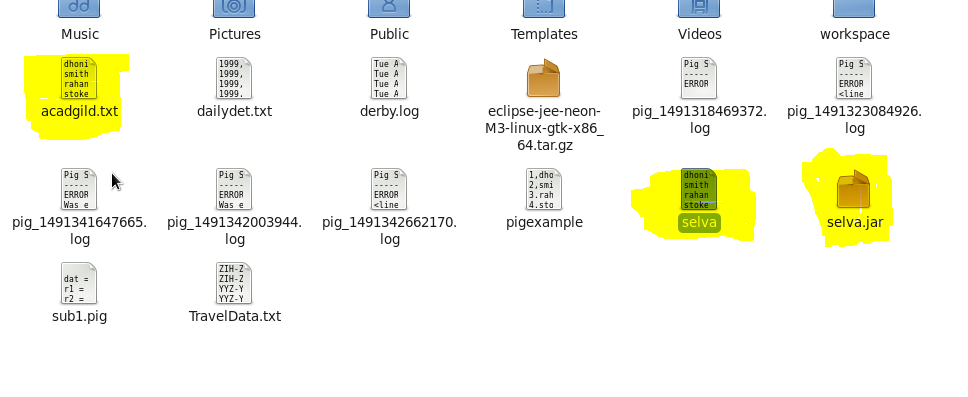 Music
Pictures
Public
Templates
Videos
workspace
dhoni
smith
rahan
stoke
acadgild.txt
1999,
1999,
1999,
1999.
dailydet.txt
Tue A
Tue A
Tue A
Tue A
derby.log
eclipse-jee-neon-
M3-linux-gtk-x86_
64.tar.gz
Pig S
-----
ERROR
pig_1491318469372.
log
Pig S
-----
ERROR
<line
pig_1491323084926.
log
Pig S
-----
ERROR
Was e
pig_1491341647665.
log
Pig S
-----
ERROR
Was e
pig_1491342003944.
log
Pig S
-----
ERROR
<line
pig_1491342662170.
log
1,dho
2,smi
3.rah
4.sto
pigexample
dhoni
smith
rahan
stoke
selva
selva.jar
dat =
r1 =
r2 =
sub1.pig
ZIH-Z
ZIH-Z
YYZ-Y
YYZ-Y
TravelData.txt